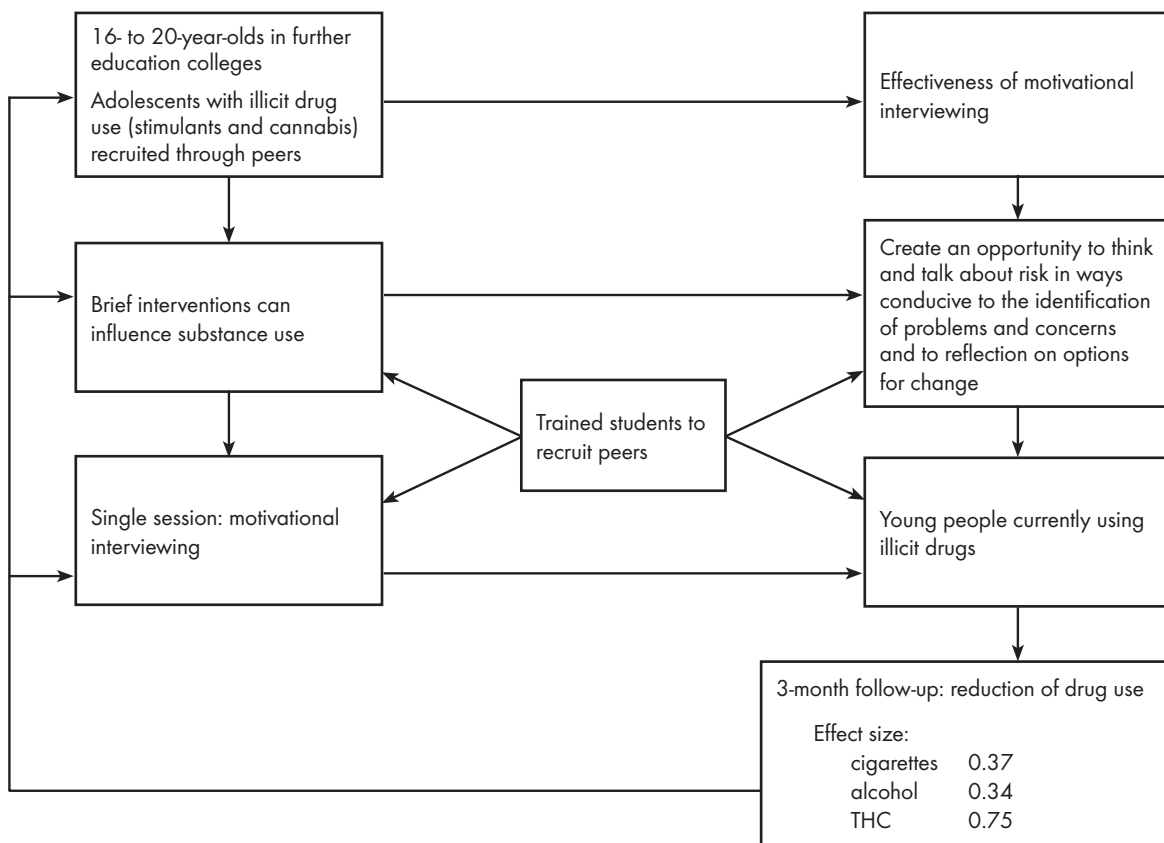 16- to 20-year-olds in further
education colleges
Adolescents with illicit drug
use (stimulants and cannabis)
recruited through peers
Effectiveness of motivational
interviewing
Brief interventions can
influence substance use
Create an opportunity to think
and talk about risk in ways
conducive to the identification
of problems and concerns
and to reflection on options
for change
Trained students to
recruit peers
Single session: motivational
interviewing
Young people currently using
illicit drugs
3-month follow-up: reduction of drug use
Effect size:
cigarettes 0.37
alcohol 0.34
THC 0.75